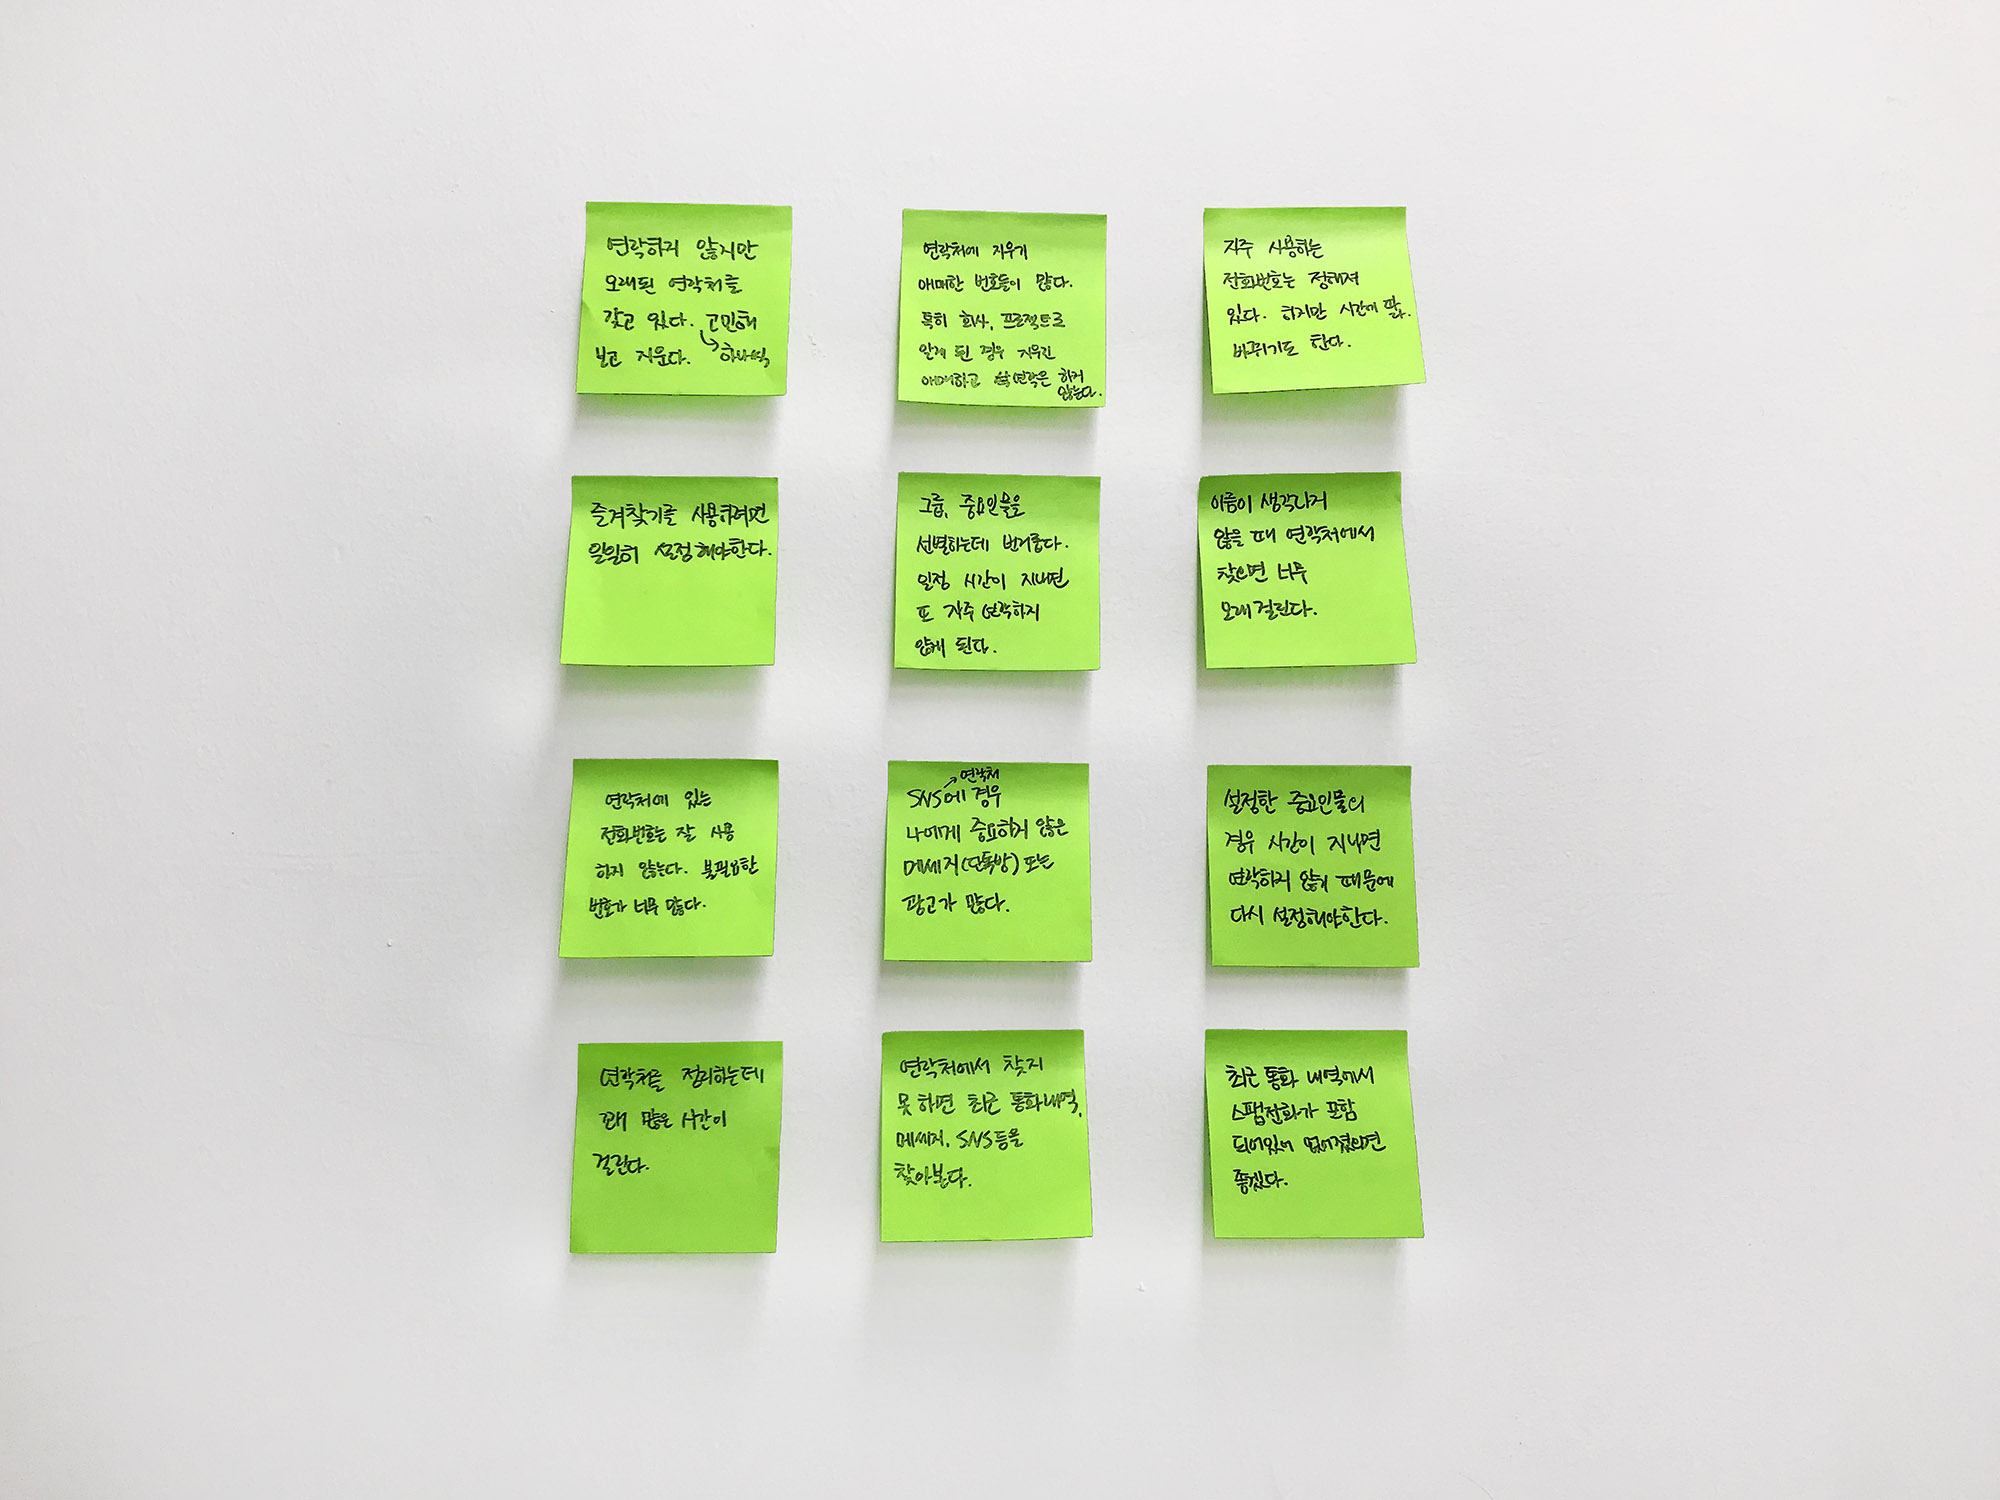 연락하지 않지만
오래된 연락처를
갖고 있다. 고민해
보고 지운다. 하나씩
연락처에 지우기
애매한 번호들이 많다.
특히 회사, 프로젝트로
알게 된 경우 지우긴
애매하고 연락은 하지
않는다.
자주 사용하는
전화번호는 정해져
있다. 하지만 시간에 따라
바뀌기도 한다.
즐겨찾기를 사용하려면
일일히 설정해야한다.
그룹, 중요인물을
선별하는데 번거롭다.
일정 시간이 지나면
또 자주 연락하지
않게 된다.
이름이 생각나지
않을 때 연락처에서
찾으면 너무
오래걸린다.
연락처에 있는
전화번호는 잘 사용
하지 않는다. 불필요한
번호가 너무 많다.
연락처
SNS에 경우
나에게 중요하지 않은
메세지(단톡방) 또는
광고가 많다.
설정한 중요인물의
경우 시간이 지나면
연락하지 않기 때문에
다시 설정해야한다.
연락처를 정리하는데
꽤 많은 시간이
걸린다.
연락처에서 찾지
못하면 최근 통화내역,
메세지, SNS등을
찾아본다.
최근 통화 내역에서
스팸전화가 포함
되어있어 없어졌으면
좋겠다.